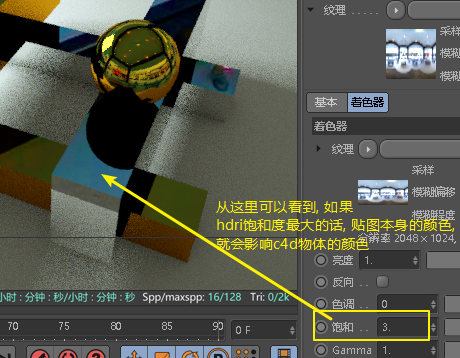 纹理 . . . . .
采样
模糊
模糊
基本
着色器
着色器
纹理
采样
模糊偏移
模糊程度
从这里可以看到, 如果
hdri饱和度最大的话, 贴图本身的颜色,
就会影响c4d物体的颜色
分辨率 2048 × 1024,
亮度 1.
反向 . .
色调 . . 0
饱和 . . 3.
Gamma 1.
小时 : 分钟 : 秒/小时 : 分钟 : 秒 Spp/maxspp: 16/128 Tri: 0/2k
70 75 80 85 90
0 F